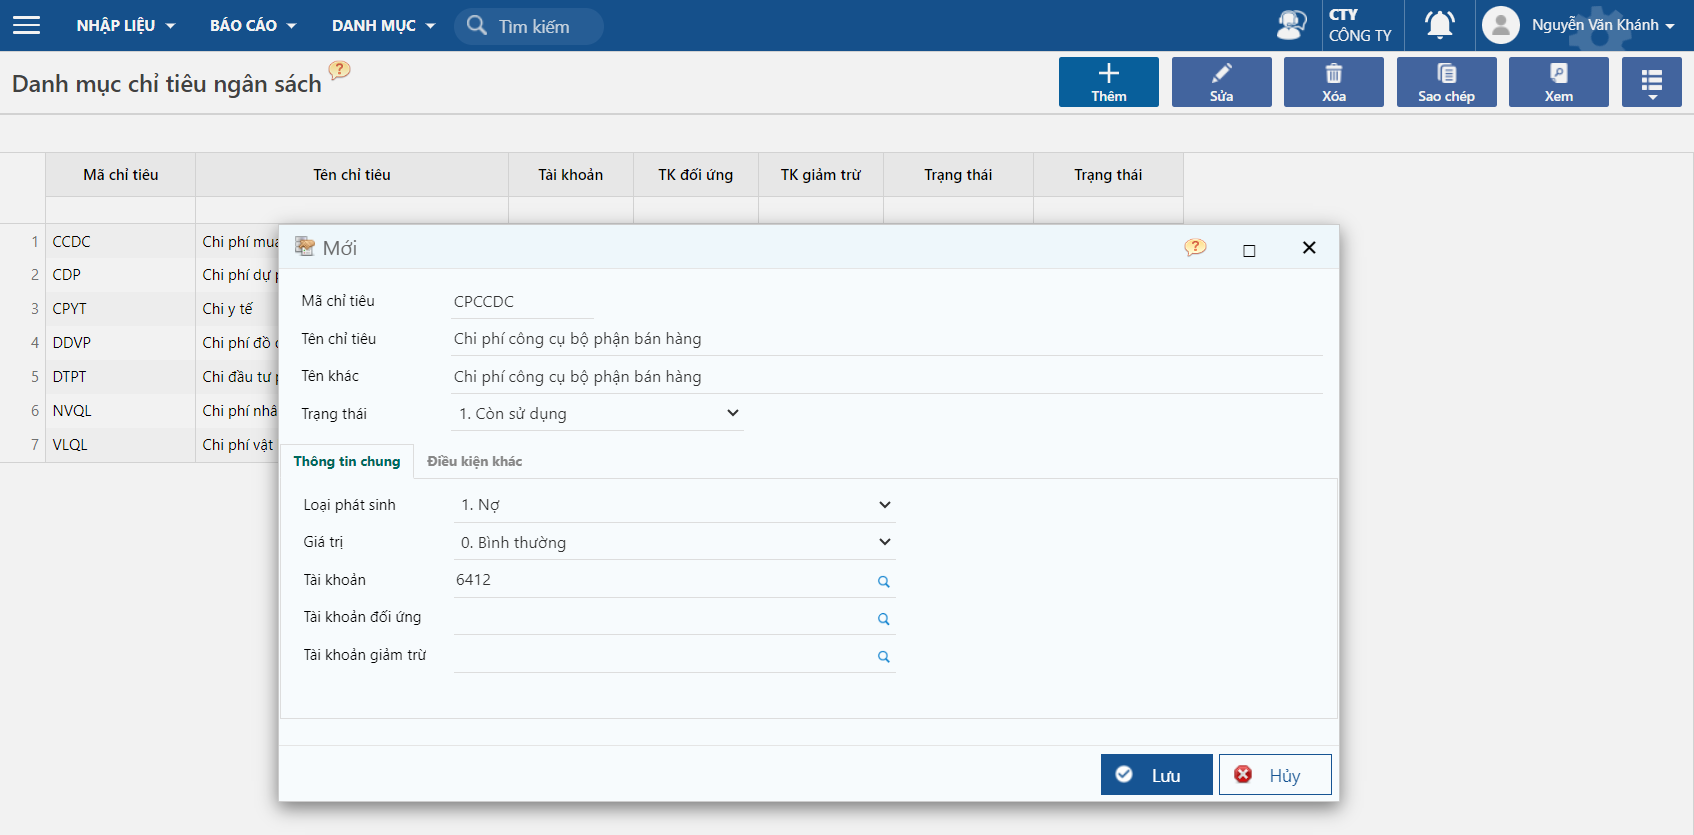 NHẬP LIỆU
BÁO CÁO
DANH MỤC
Tìm kiếm
CTY
CÔNG TY
Nguyễn Văn Khánh
Danh mục chỉ tiêu ngân sách
?
Thêm
Sửa
Xóa
Sao chép
Xem
Mã chỉ tiêu
Tên chỉ tiêu
Tài khoản
TK đối ứng
TK giảm trừ
Trạng thái
Trạng thái
1 CCDC Chi phí mua
2 CDP Chi phí dự
3 CPYT Chi y tế
4 DDVP Chi phí đồ
5 DTPT Chi đầu tư
6 NVQL Chi phí nhâ
7 VLQL Chi phí vật
Mới
?
Mã chỉ tiêu CPCCDC
Tên chỉ tiêu Chi phí công cụ bộ phận bán hàng
Tên khác Chi phí công cụ bộ phận bán hàng
Trạng thái 1. Còn sử dụng
Thông tin chung
Điều kiện khác
Loại phát sinh 1. Nợ
Giá trị 0. Bình thường
Tài khoản 6412
Tài khoản đối ứng
Tài khoản giảm trừ
Lưu
Hủy